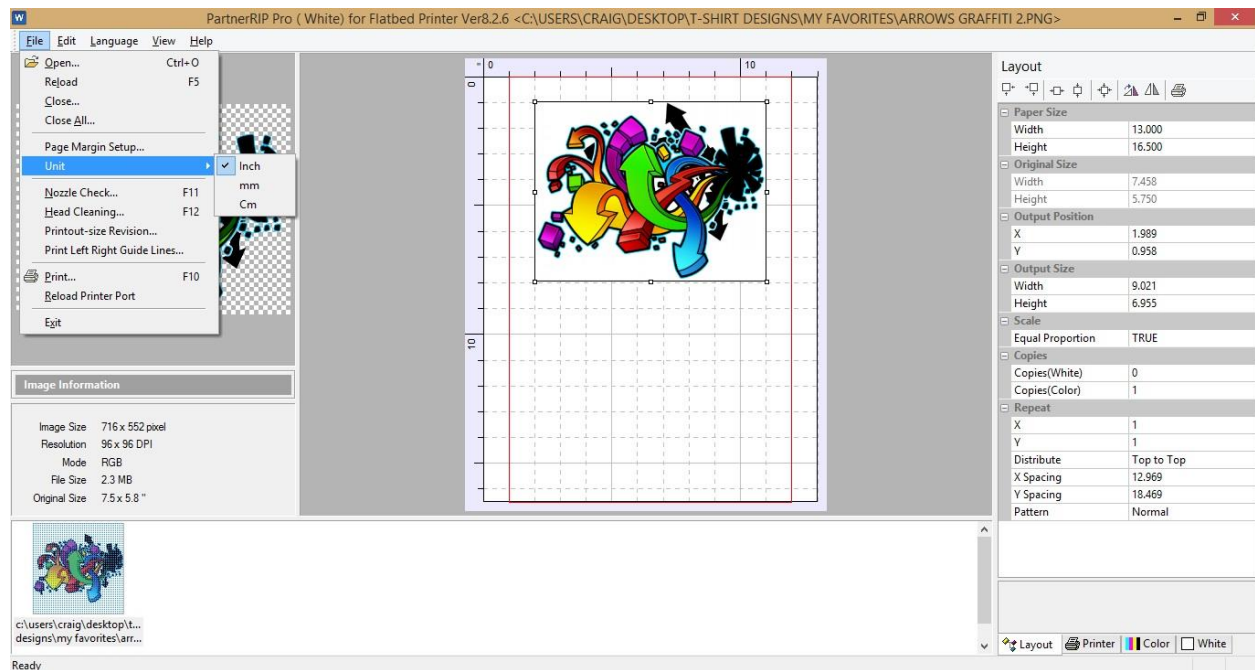 W PartnerRIP Pro ( White) for Flatbed Printer Ver8.2.6 <C:\USERS\CRAIG\DESKTOP\T-SHIRT DESIGNS\MY FAVORITES\ARROWS GRAFFITI 2.PNG>
File Edit Language View Help
Open... Ctrl+O
Reload F5
Close...
Close All...
Page Margin Setup...
Unit
Inch
mm
Cm
Nozzle Check... F11
Head Cleaning... F12
Printout-size Revision...
Print Left Right Guide Lines...
Print... F10
Reload Printer Port
Exit
Image Information
Image Size 716 x 552 pixel
Resolution 96 x 96 DPI
Mode RGB
File Size 2.3 MB
Original Size 7.5 x 5.8 "
0 10
0
10
Layout
Paper Size
Width 13.000
Height 16.500
Original Size
Width 7.458
Height 5.750
Output Position
X 1.989
Y 0.958
Output Size
Width 9.021
Height 6.955
Scale
Equal Proportion TRUE
Copies
Copies(White) 0
Copies(Color) 1
Repeat
X 1
Y 1
Distribute Top to Top
X Spacing 12.969
Y Spacing 18.469
Pattern Normal
c:\users\craig\desktop\t...
designs\my favorites\arr...
Layout Printer Color White
Ready